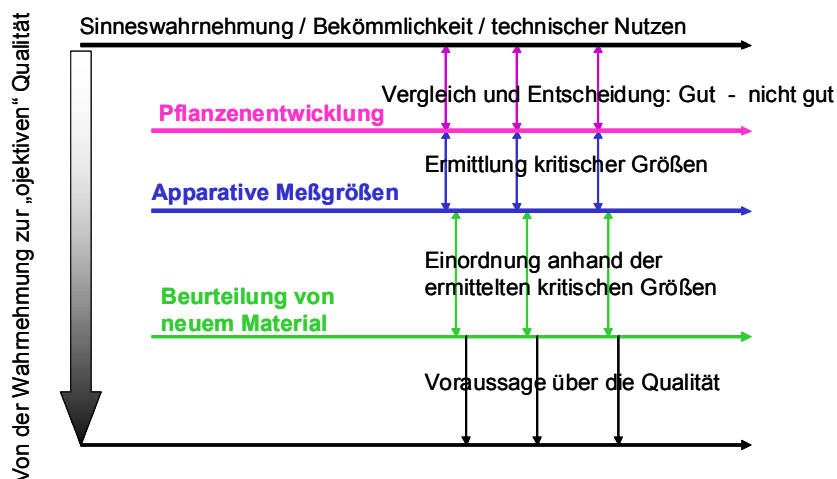 Sinneswahrnehmung / Bekömmlichkeit / technischer Nutzen
Vergleich und Entscheidung: Gut - nicht gut
Pflanzenentwicklung
Ermittlung kritischer Größen
Apparative Meßgrößen
Einordnung anhand der
ermittelten kritischen Größen
Beurteilung von
neuem Material
Voraussage über die Qualität
Von der Wahrnehmung zur „ojektiven“ Qualität